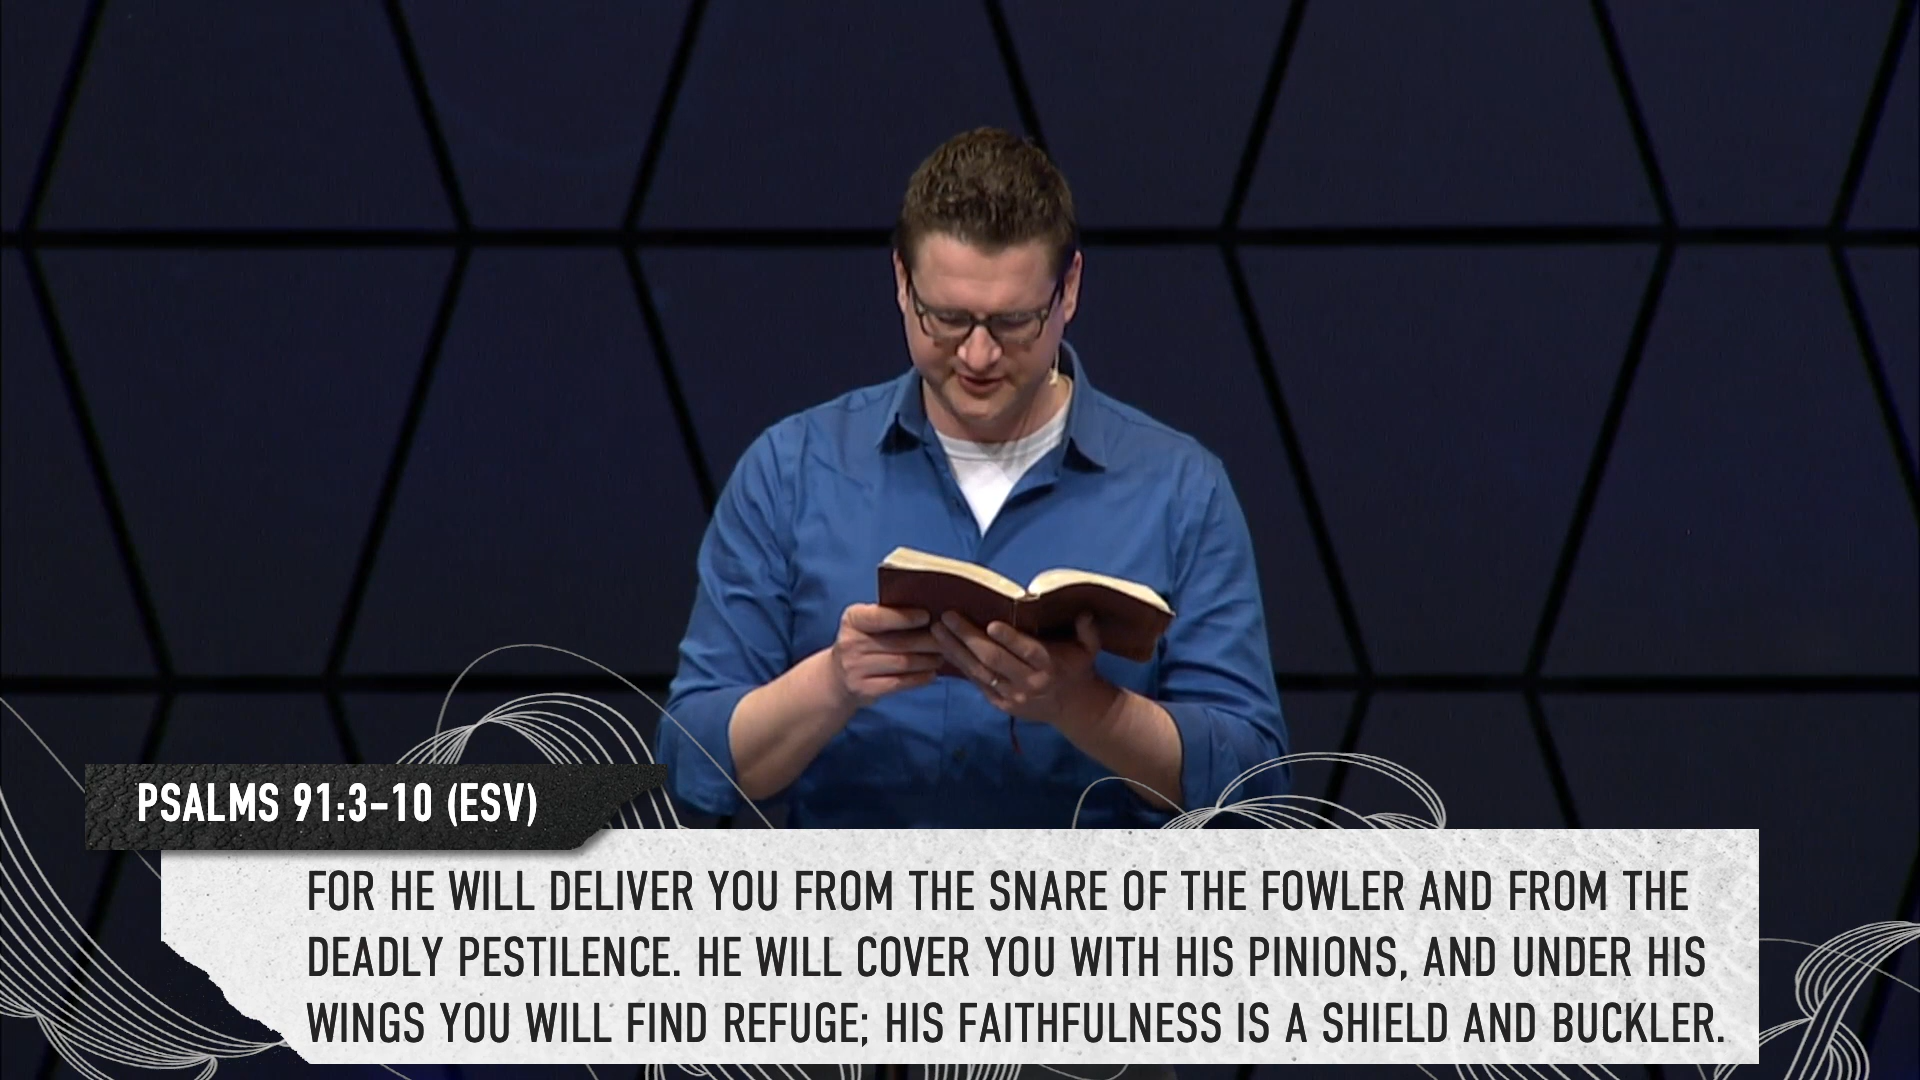 PSALMS 91:3-10 (ESV)
FOR HE WILL DELIVER YOU FROM THE SNARE OF THE FOWLER AND FROM THE
DEADLY PESTILENCE. HE WILL COVER YOU WITH HIS PINIONS, AND UNDER HIS
WINGS YOU WILL FIND REFUGE; HIS FAITHFULNESS IS A SHIELD AND BUCKLER.